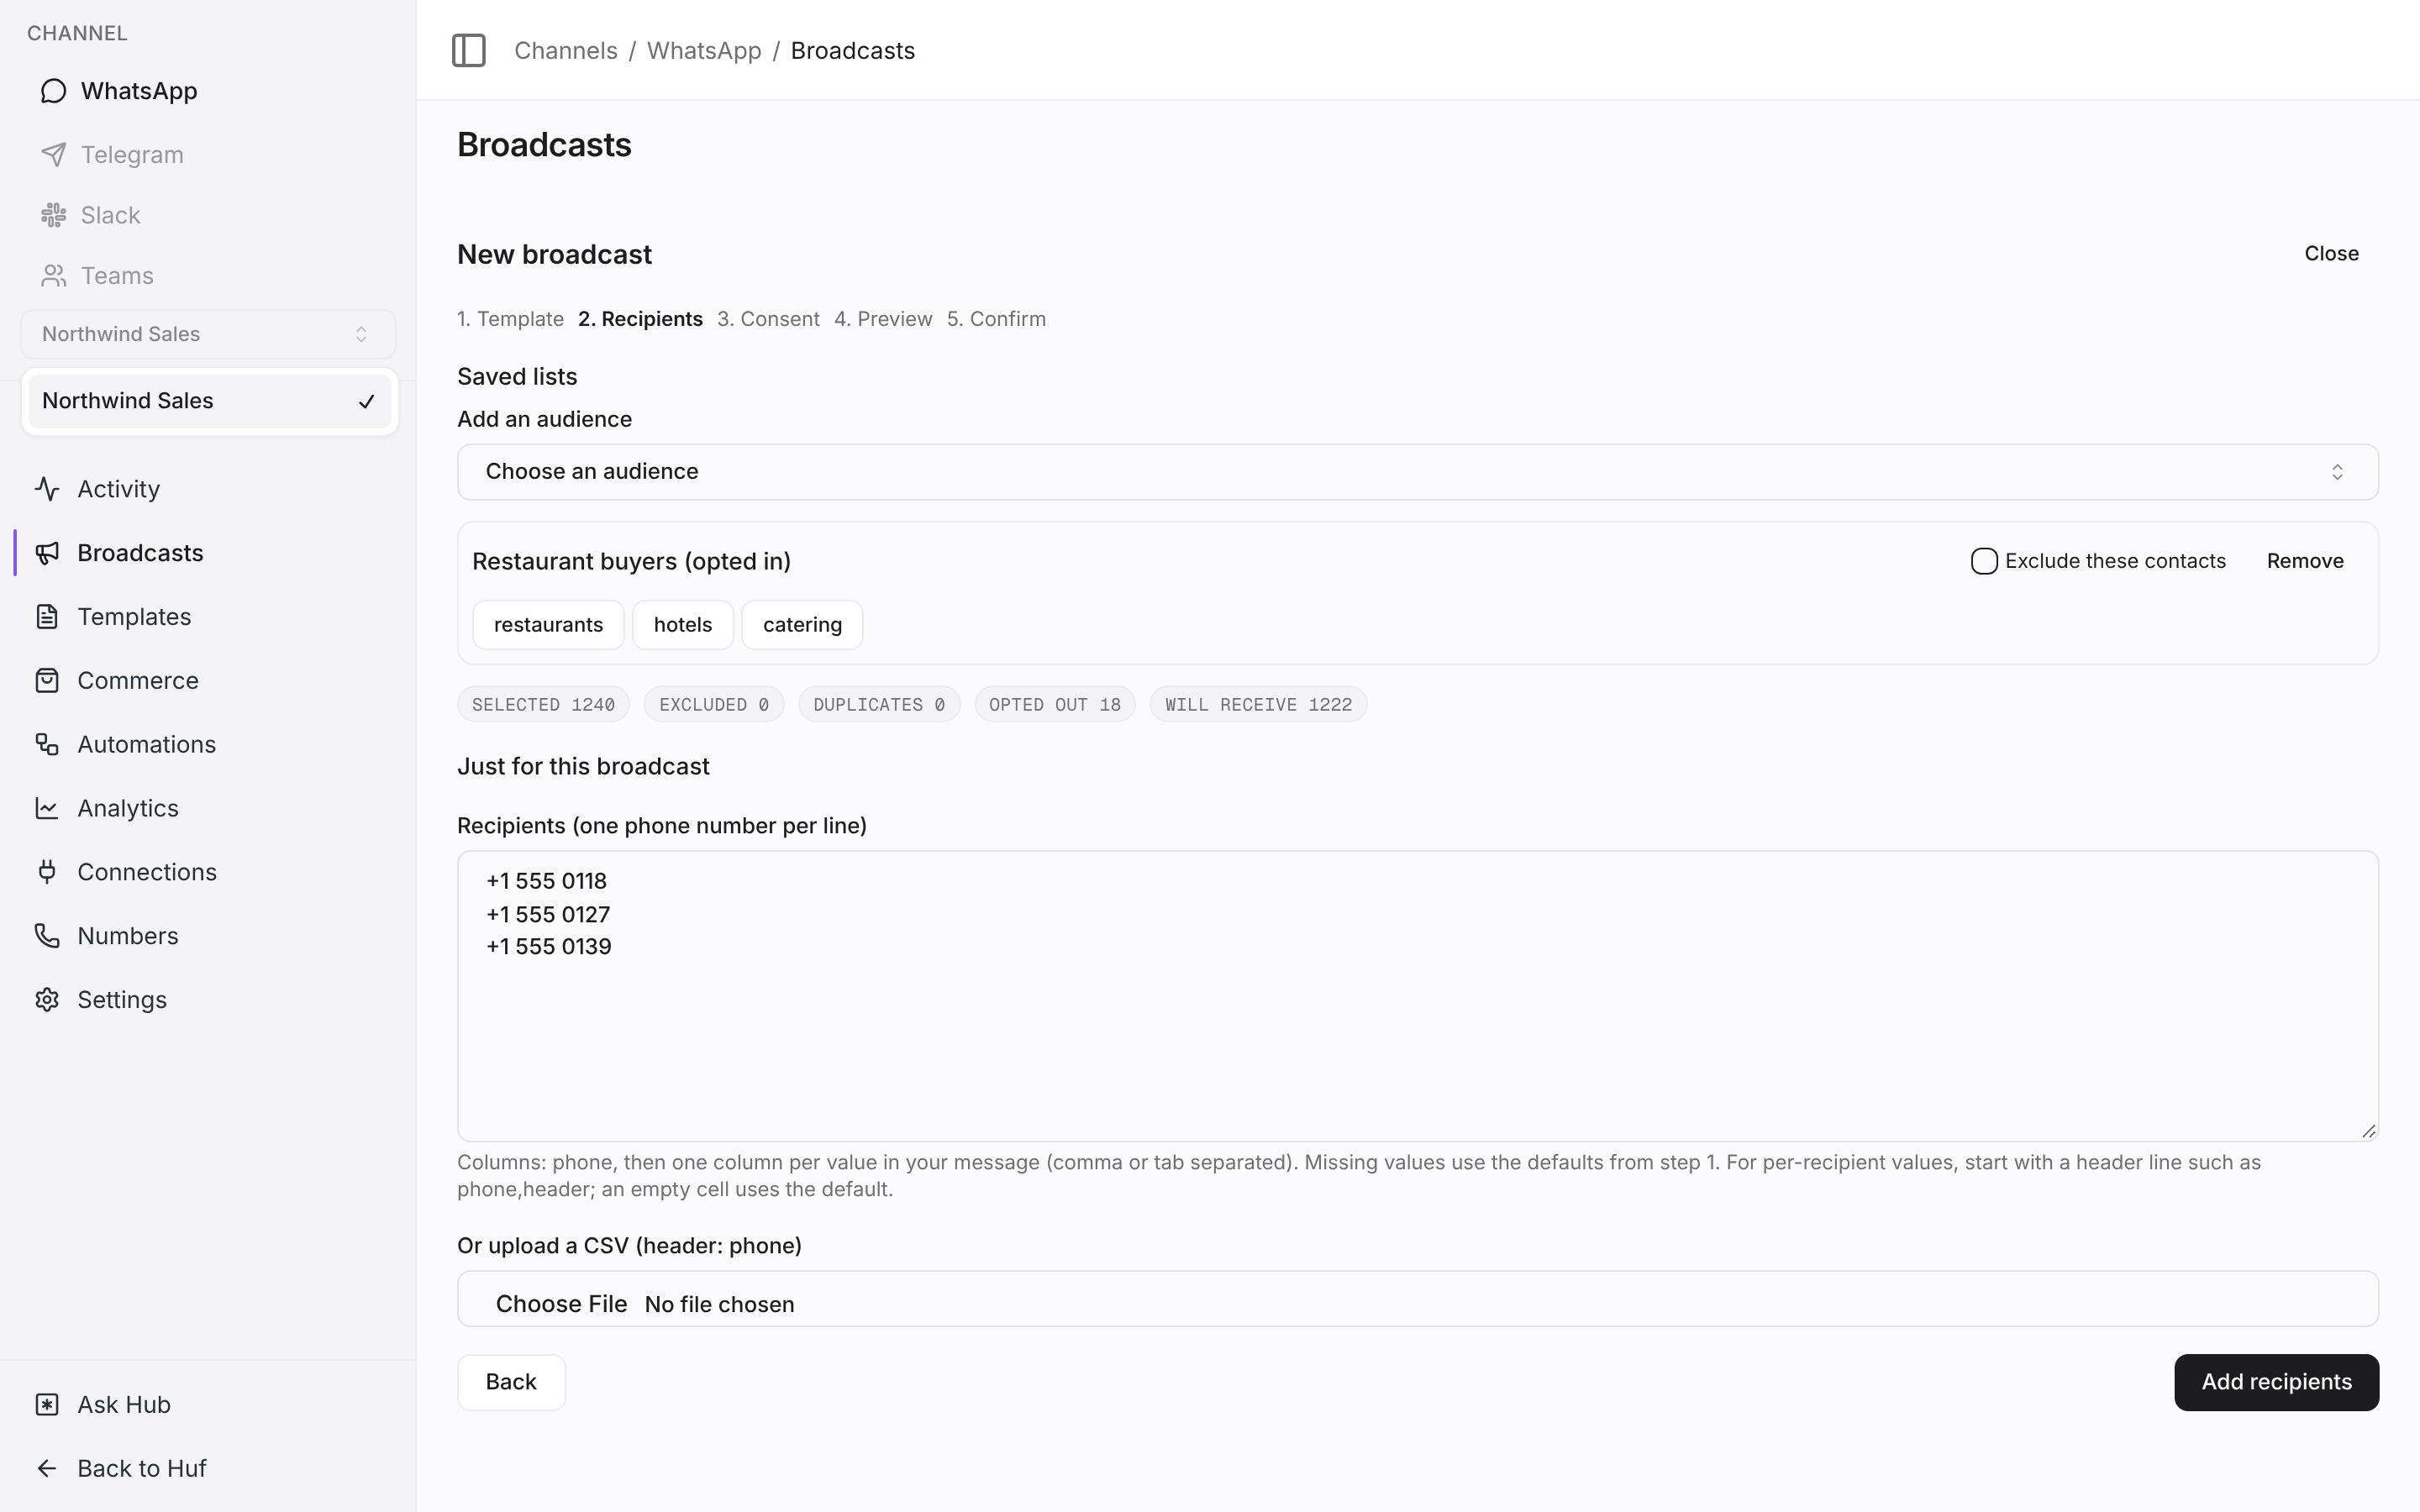 CHANNEL
WhatsApp
Telegram
Slack
Teams
Northwind Sales
Northwind Sales
Activity
Broadcasts
Templates
Commerce
Automations
Analytics
Connections
Numbers
Settings
Ask Hub
Back to Huf
Channels / WhatsApp / Broadcasts
Broadcasts
New broadcast
Close
1. Template 2. Recipients 3. Consent 4. Preview 5. Confirm
Saved lists
Add an audience
Choose an audience
Restaurant buyers (opted in)
Exclude these contacts
Remove
restaurants hotels catering
SELECTED 1240 EXCLUDED 0 DUPLICATES 0 OPTED OUT 18 WILL RECEIVE 1222
Just for this broadcast
Recipients (one phone number per line)
+1 555 0118
+1 555 0127
+1 555 0139
Columns: phone, then one column per value in your message (comma or tab separated). Missing values use the defaults from step 1. For per-recipient values, start with a header line such as
phone,header; an empty cell uses the default.
Or upload a CSV (header: phone)
Choose File No file chosen
Back
Add recipients